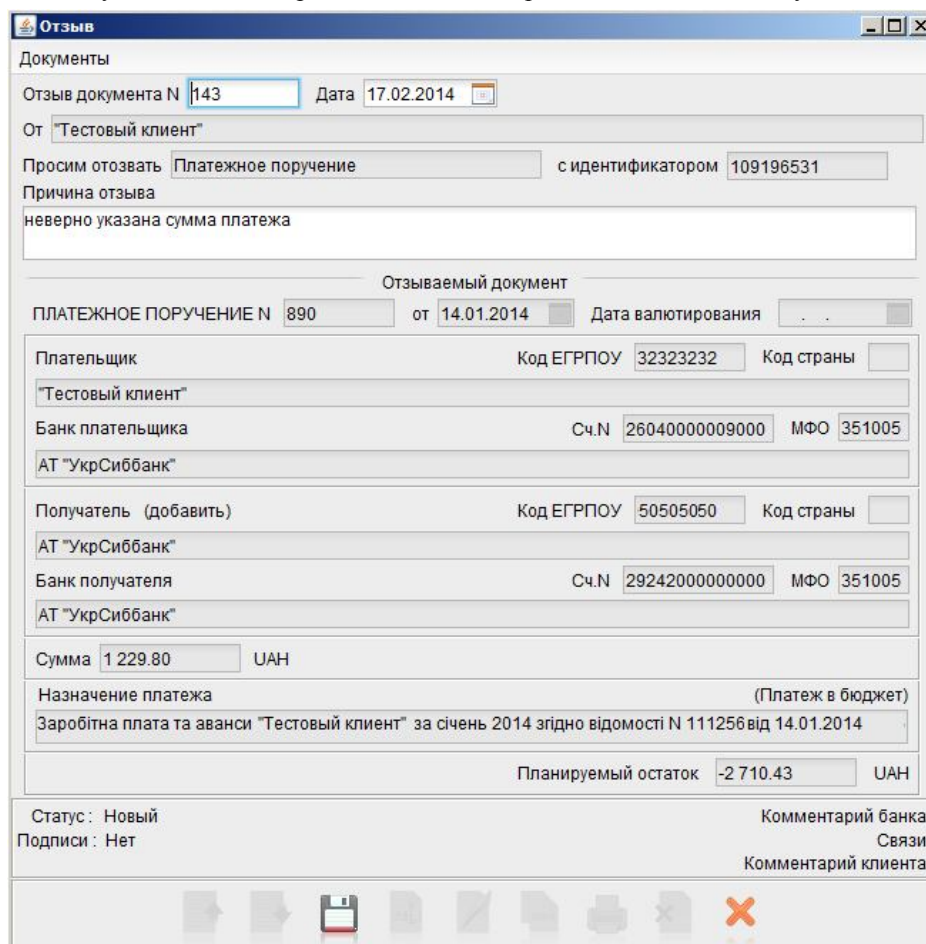 Отзыв
Документы
Отзыв документа N 143 Дата 17.02.2014
От "Тестовый клиент"
Просим отозвать Платежное поручение с идентификатором 109196531
Причина отзыва
неверно указана сумма платежа
Отзываемый документ
ПЛАТЕЖНОЕ ПОРУЧЕНИЕ N 890 от 14.01.2014 Дата валютирования . .
Плательщик Код ЕГРПОУ 32323232 Код страны
"Тестовый клиент"
Банк плательщика Сч.N 26040000009000 МФО 351005
АТ "УкрСиббанк"
Получатель (добавить) Код ЕГРПОУ 50505050 Код страны
АТ "УкрСиббанк"
Банк получателя Сч.N 29242000000000 МФО 351005
АТ "УкрСиббанк"
Сумма 1 229.80 UAH
Назначение платежа (Платеж в бюджет)
Заробітна плата та аванси "Тестовый клиент" за січень 2014 згідно відомості N 111256від 14.01.2014
Планируемый остаток -2 710.43 UAH
Статус : Новый Комментарий банка
Подписи : Нет Связи
Комментарий клиента